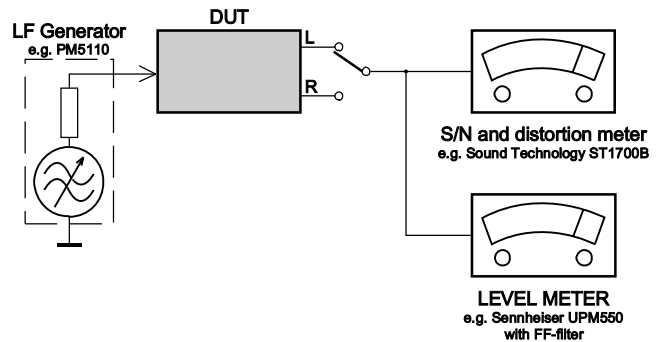 LF Generator
e.g. PM5110
DUT
L
R
S/N and distortion meter
e.g. Sound Technology ST1700B
LEVEL METER
e.g. Sennheiser UPM550
with FF-filter